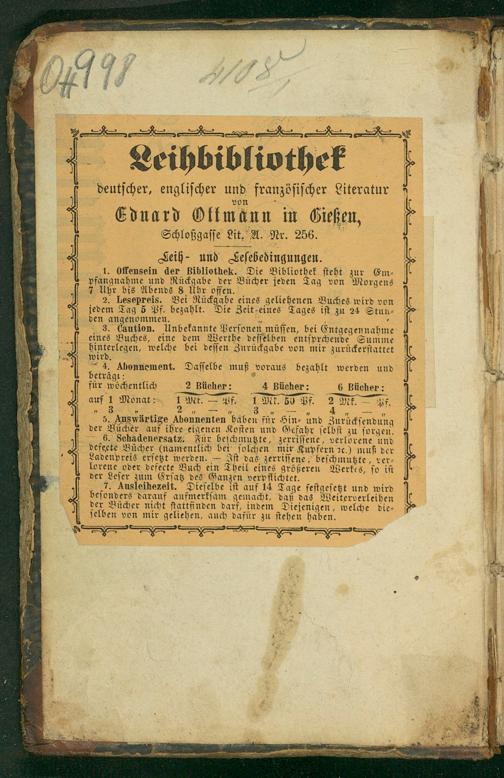 998
4108
Leihbibliothek
deutscher, englischer und französischer Literatur
von
Eduard Ottmann in Gießen,
Schloßgasse Lit. A. Nr. 256.
Leih- und Lesebedingungen.
1. Offensein der Bibliothek. Die Bibliothek steht zur Em-
pfangnahme und Rückgabe der Bücher jeden Tag von Morgens
7 Uhr bis Abends 8 Uhr offen.
2. Lesepreis. Bei Rückgabe eines geliehenen Buches wird von
jedem Tag 5 Pf. bezahlt. Die Zeit eines Tages ist zu 24 Stun-
den angenommen.
3. Caution. Unbekannte Personen müssen, bei Entgegennahme
eines Buches, eine dem Werthe desselben entsprechende Summe
hinterlegen, welche bei dessen Zurückgabe von mir zurückerstattet
wird.
4. Abonnement. Dasselbe muß voraus bezahlt werden und
beträgt:
für wöchentlich 2 Bücher: 4 Bücher: 6 Bücher:
auf 1 Monat: 1 Mk. — Pf. 1 Mk. 50 Pf. 2 Mk. — Pf.
„ 3 „ 2 „ — „ 3 „ — „ 4 „ — „
5. Auswärtige Abonnenten haben für Hin- und Zurücksendung
der Bücher auf ihre eigenen Kosten und Gefahr selbst zu sorgen.
6. Schadenersatz. Für beschmutzte, zerrissene, verlorene und
defecte Bücher (namentlich bei solchen mit Kupfern ꝛc.) muß der
Ladenpreis ersetzt werden. — Ist das zerrissene, beschmutzte, ver-
lorene oder defecte Buch ein Theil eines größeren Werkes, so ist
der Leser zum Ersatz des Ganzen verpflichtet.
7. Ausleihezeit. Dieselbe ist auf 14 Tage festgesetzt und wird
besonders darauf aufmerksam gemacht, daß das Weiterverleihen
der Bücher nicht stattfinden darf, indem Diejenigen, welche die-
selben von mir geliehen, auch dafür zu stehen haben.